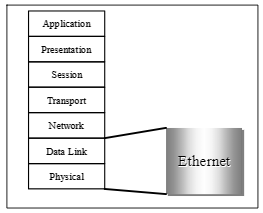 Application
Presentation
Session
Transport
Network
Data Link
Physical
Ethernet